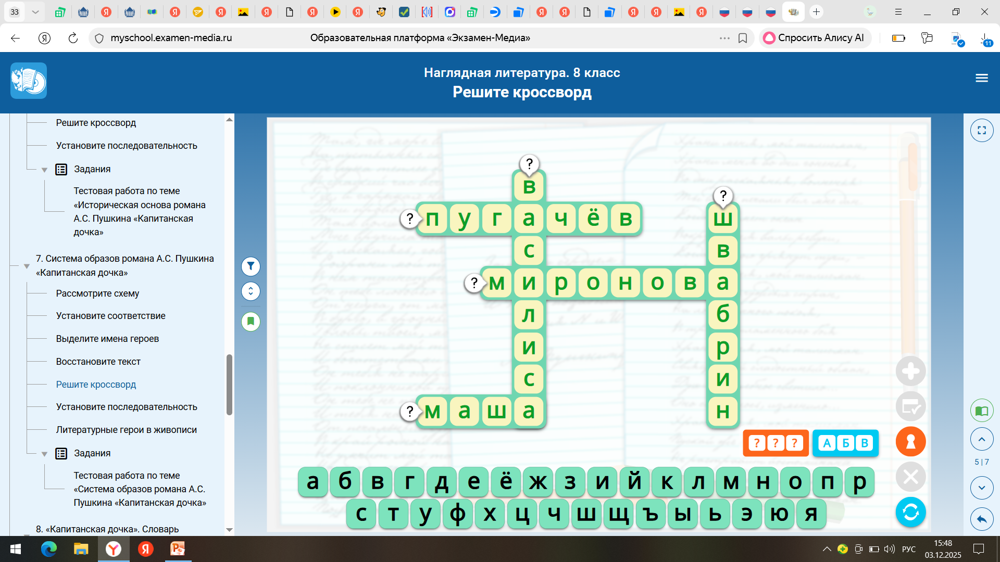 33
myschool.examen-media.ru
Образовательная платформа «Экзамен-Медиа»
Спросить Алису AI
11
Наглядная литература. 8 класс
Решите кроссворд
Решите кроссворд
Установите последовательность
Задания
Тестовая работа по теме
«Историческая основа романа
А.С. Пушкина «Капитанская
дочка»
7. Система образов романа А.С. Пушкина
«Капитанская дочка»
Рассмотрите схему
Установите соответствие
Выделите имена героев
Восстановите текст
Решите кроссворд
Установите последовательность
Литературные герои в живописи
Задания
Тестовая работа по теме
«Система образов романа А.С.
Пушкина «Капитанская дочка»
8. «Капитанская дочка». Словарь
?
в
?
? п у г а ч ё в ш
с в
? м и р о н о в а
л б
и р
с и
? м а ш а н
? ? ? А Б В
а б в г д е ё ж з и й к л м н о п р
с т у ф х ц ч ш щ ъ ы ь э ю я
5 | 7
РУС
15:48
03.12.2025